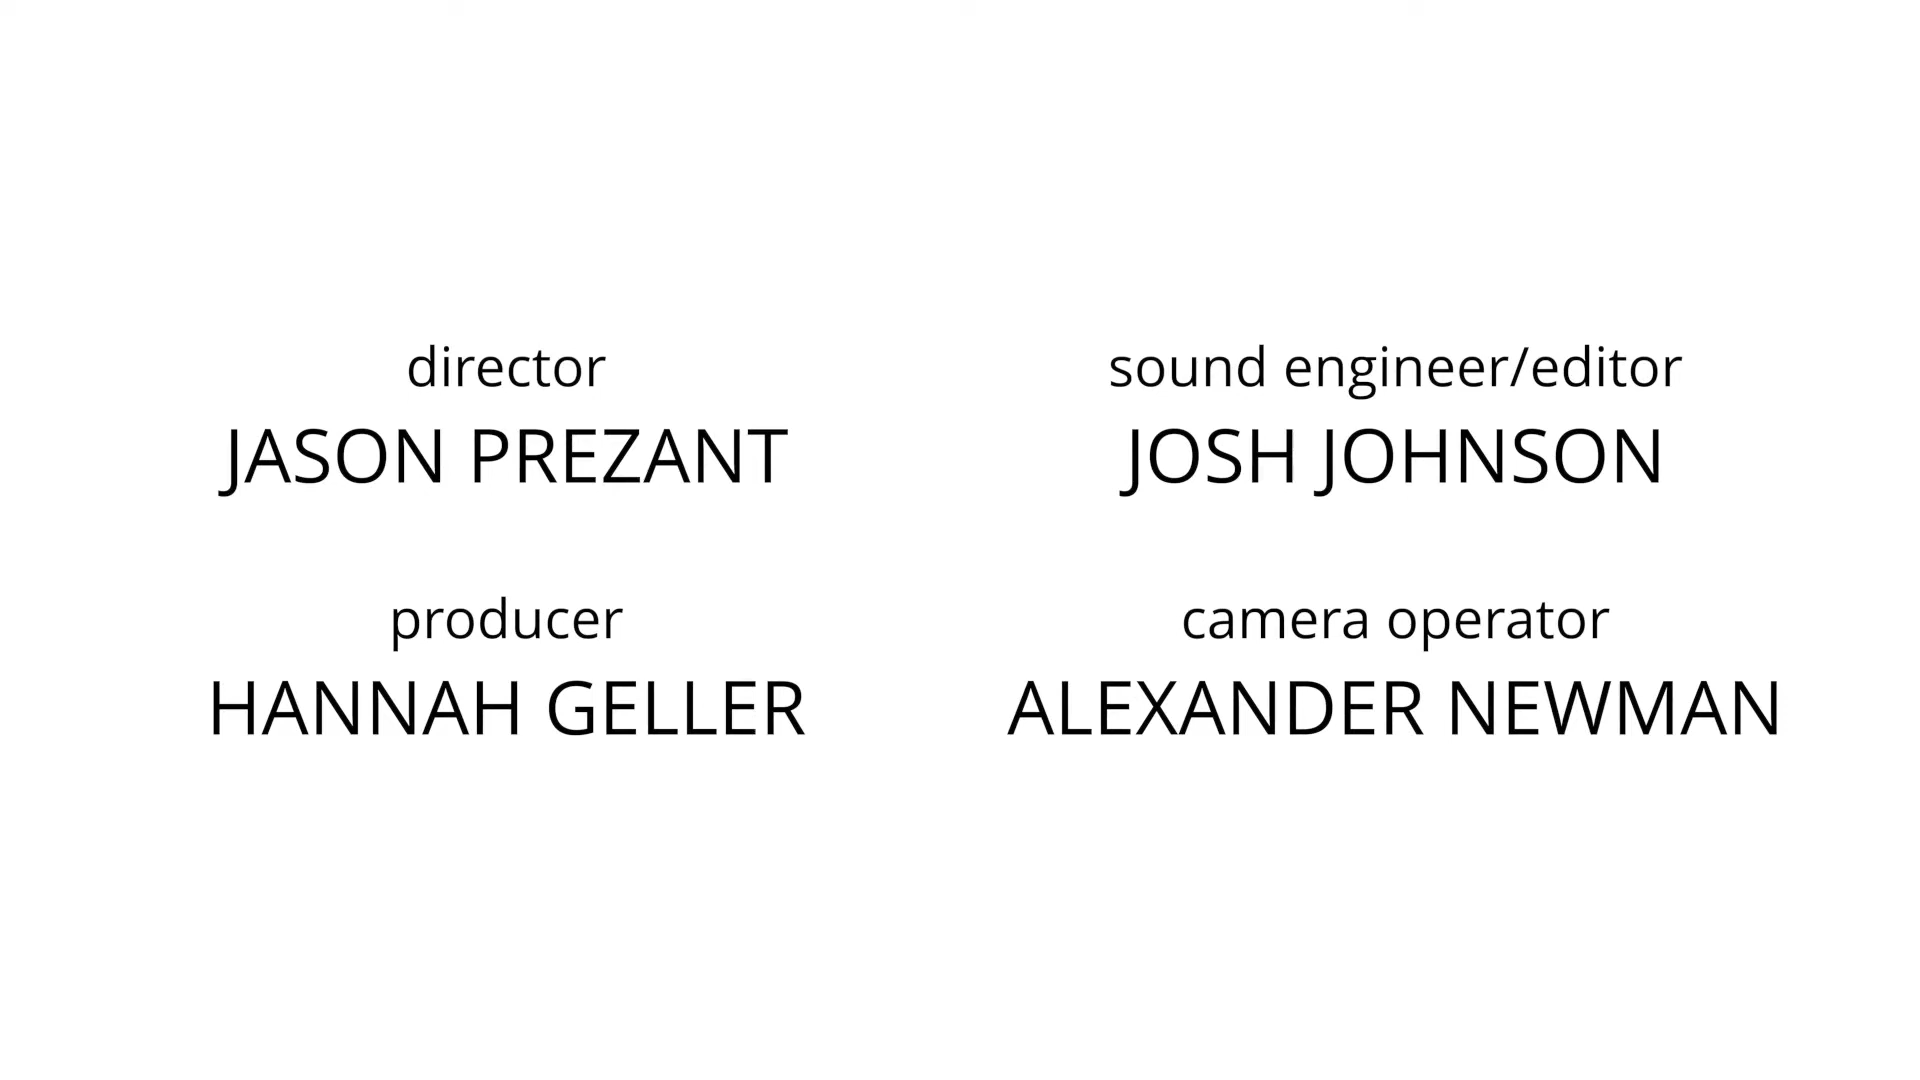 director
JASON PREZANT
producer
HANNAH GELLER
sound engineer/editor
JOSH JOHNSON
camera operator
ALEXANDER NEWMAN